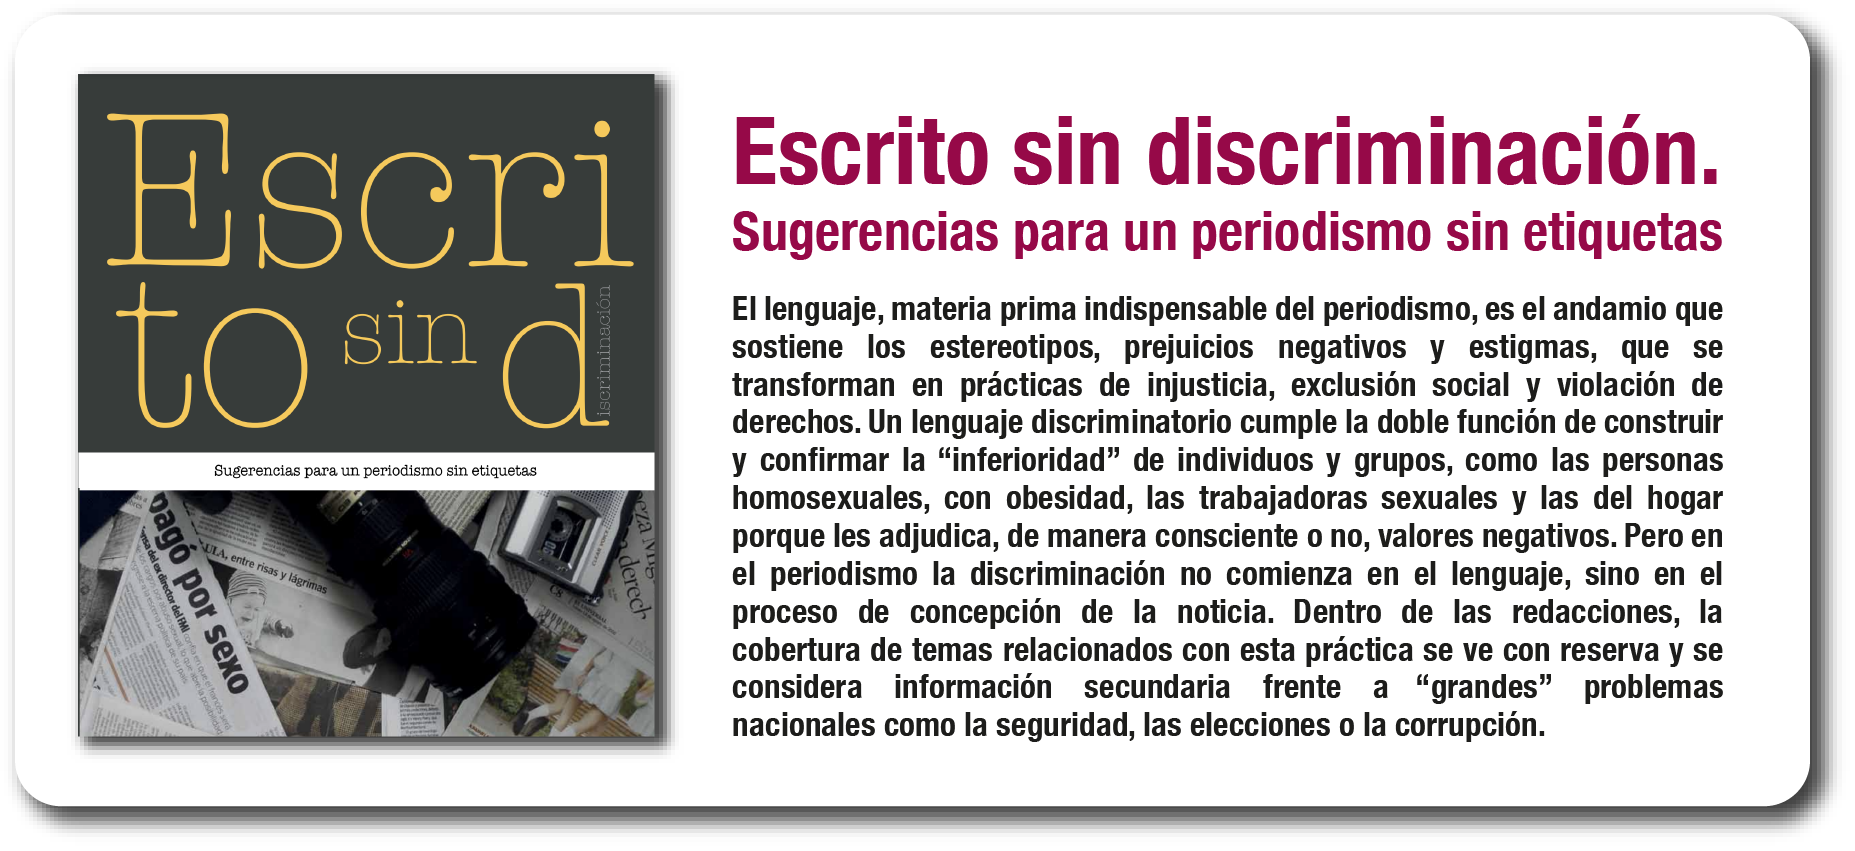 Escri
to sin discriminación
Sugerencias para un periodismo sin etiquetas
pagó por sexo
ensa del ex director del FMI
ULA, entre risas y lágrimas
Escrito sin discriminación.
Sugerencias para un periodismo sin etiquetas
El lenguaje, materia prima indispensable del periodismo, es el andamio que
sostiene los estereotipos, prejuicios negativos y estigmas, que se
transforman en prácticas de injusticia, exclusión social y violación de
derechos. Un lenguaje discriminatorio cumple la doble función de construir
y confirmar la “inferioridad” de individuos y grupos, como las personas
homosexuales, con obesidad, las trabajadoras sexuales y las del hogar
porque les adjudica, de manera consciente o no, valores negativos. Pero en
el periodismo la discriminación no comienza en el lenguaje, sino en el
proceso de concepción de la noticia. Dentro de las redacciones, la
cobertura de temas relacionados con esta práctica se ve con reserva y se
considera información secundaria frente a “grandes” problemas
nacionales como la seguridad, las elecciones o la corrupción.